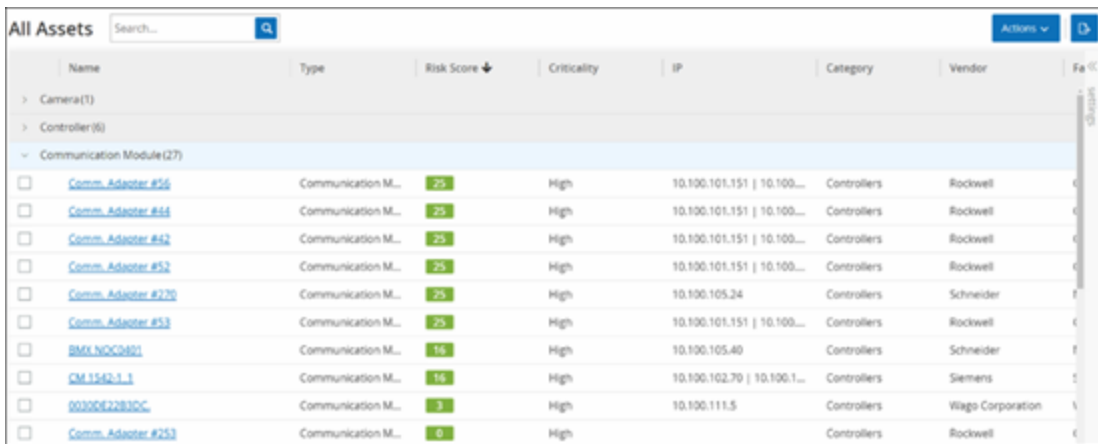 All Assets Search... Actions
Name Type Risk Score Criticality IP Category Vendor Fa
Camera(1)
Controller(6)
Communication Module(27)
Comm. Adapter #56 Communication M... 25 High 10.100.101.151 | 10.100.... Controllers Rockwell
Comm. Adapter #44 Communication M... 25 High 10.100.101.151 | 10.100.... Controllers Rockwell
Comm. Adapter #42 Communication M... 25 High 10.100.101.151 | 10.100.... Controllers Rockwell
Comm. Adapter #52 Communication M... 25 High 10.100.101.151 | 10.100.... Controllers Rockwell
Comm. Adapter #270 Communication M... 25 High 10.100.105.24 Controllers Schneider
Comm. Adapter #53 Communication M... 25 High 10.100.101.151 | 10.100.... Controllers Rockwell
BMX NOC0401 Communication M... 16 High 10.100.105.40 Controllers Schneider
CM 1542-1_1 Communication M... 16 High 10.100.102.70 | 10.100.1... Controllers Siemens
0030DE22B3DC. Communication M... 3 High 10.100.111.5 Controllers Wago Corporation
Comm. Adapter #253 Communication M... 0 High Controllers Rockwell
settings